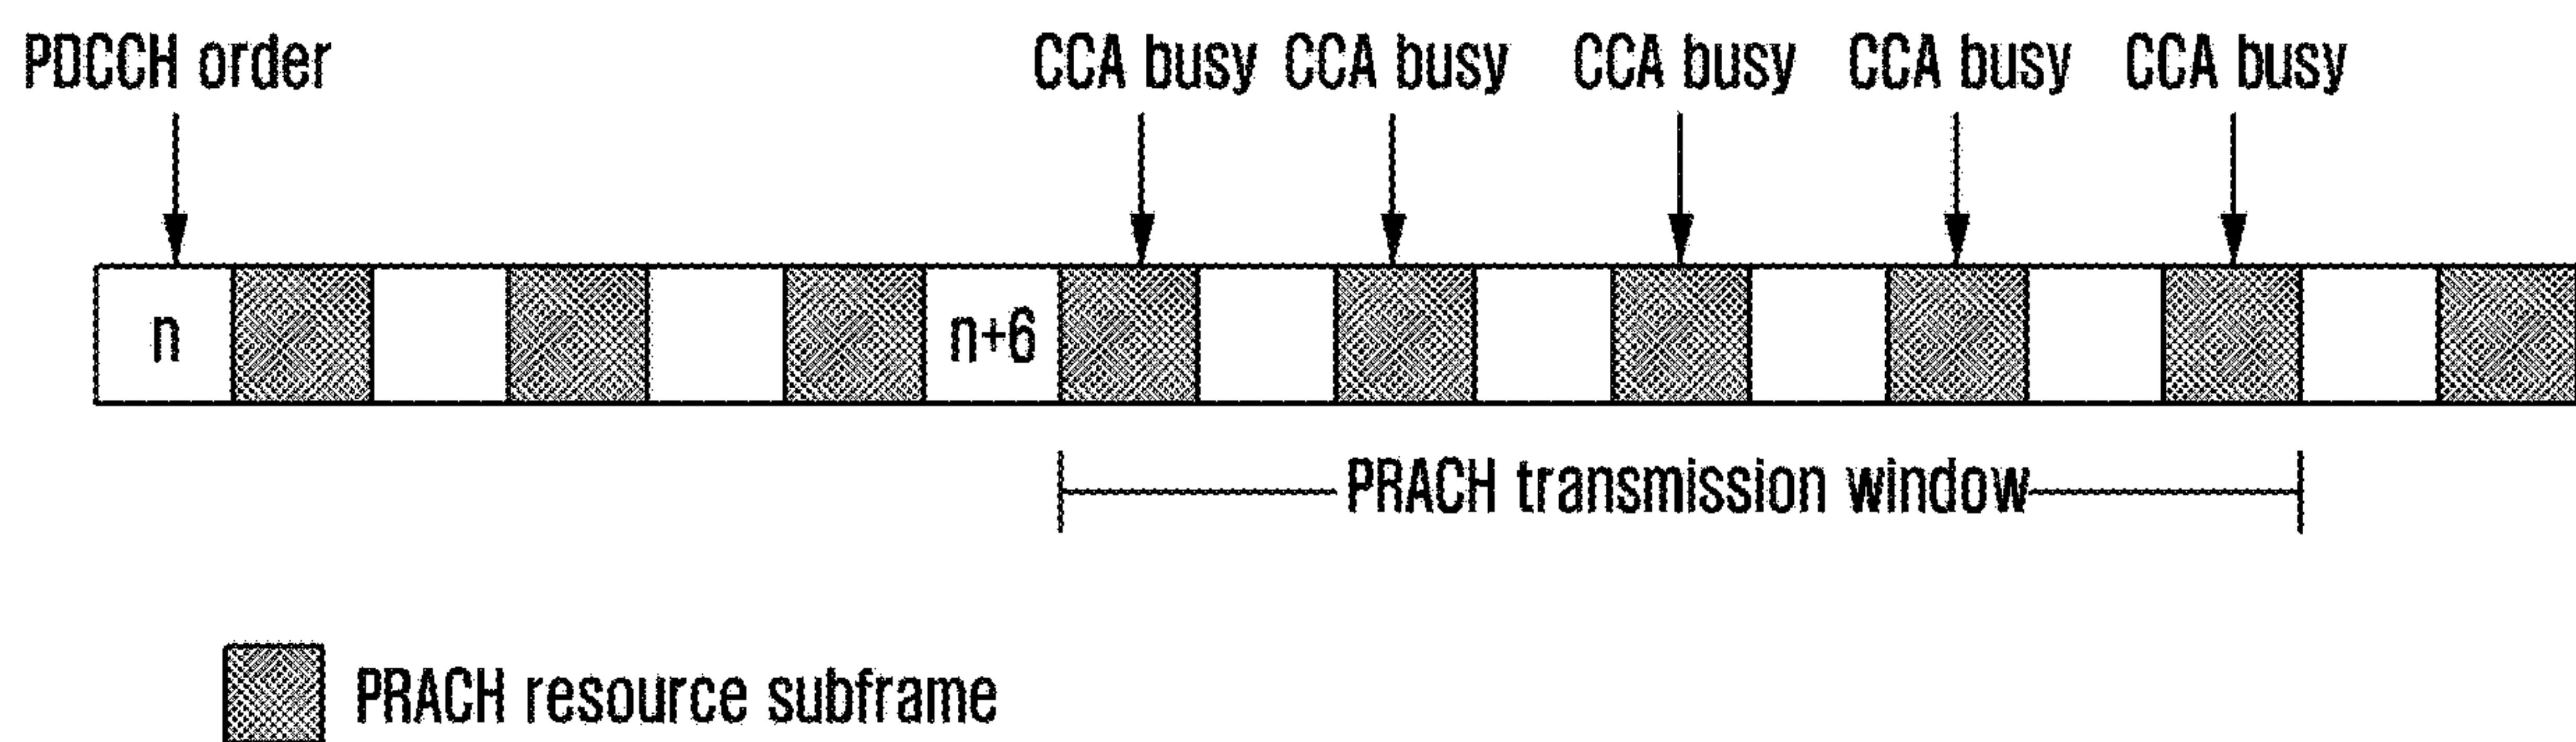 PDCCH order
CCA busy CCA busy CCA busy CCA busy CCA busy
n
n+6
PRACH transmission window
PRACH resource subframe